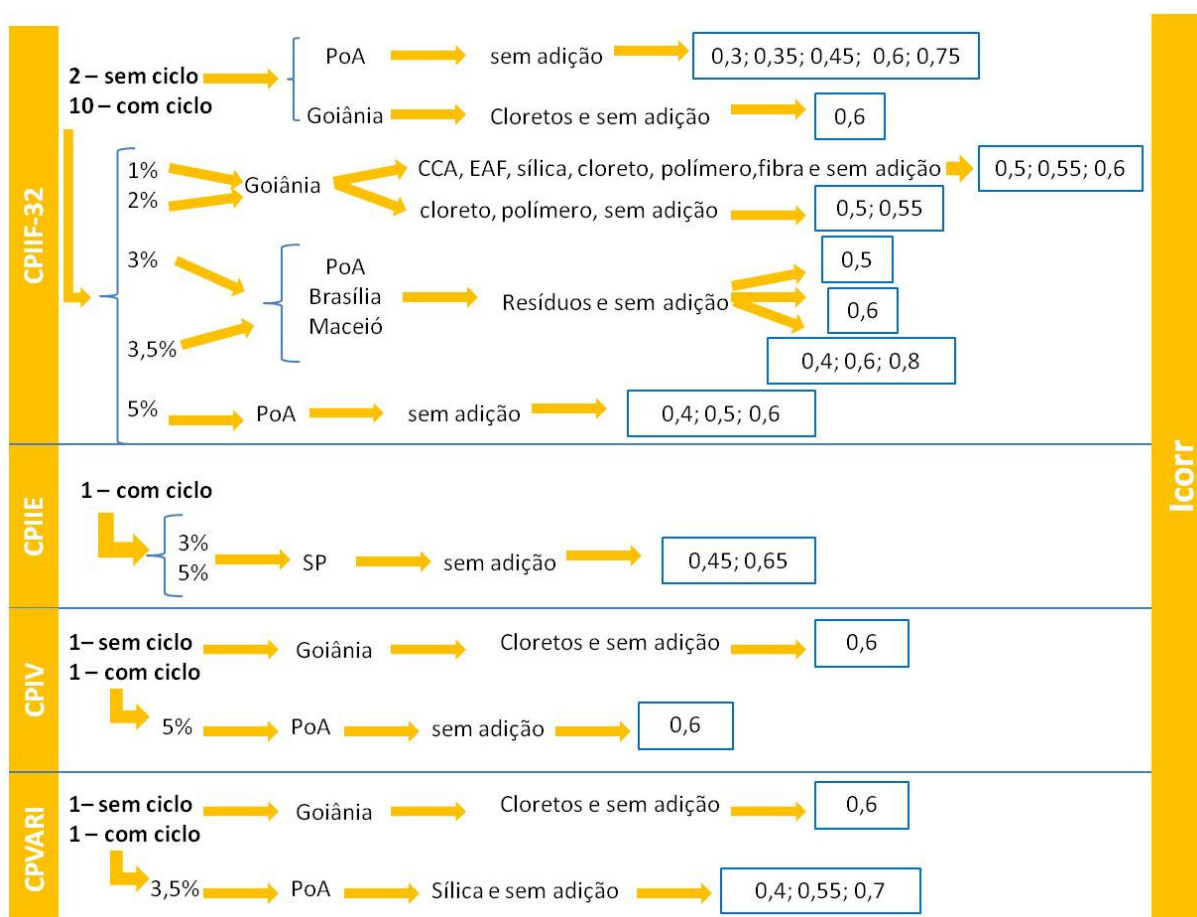 CPIIF-32
2 – sem ciclo
10 – com ciclo
PoA
sem adição
0,3; 0,35; 0,45; 0,6; 0,75
Goiânia
Cloretos e sem adição
0,6
1%
2%
Goiânia
CCA, EAF, sílica, cloreto, polímero,fibra e sem adição
0,5; 0,55; 0,6
cloreto, polímero, sem adição
0,5; 0,55
3%
3,5%
PoA
Brasília
Maceió
Resíduos e sem adição
0,5
0,6
0,4; 0,6; 0,8
5%
PoA
sem adição
0,4; 0,5; 0,6
CPIIE
1 – com ciclo
3%
5%
SP
sem adição
0,45; 0,65
CPIV
1– sem ciclo
1 – com ciclo
Goiânia
Cloretos e sem adição
0,6
5%
PoA
sem adição
0,6
CPVARI
1– sem ciclo
1 – com ciclo
Goiânia
Cloretos e sem adição
0,6
3,5%
PoA
Sílica e sem adição
0,4; 0,55; 0,7
Icorr